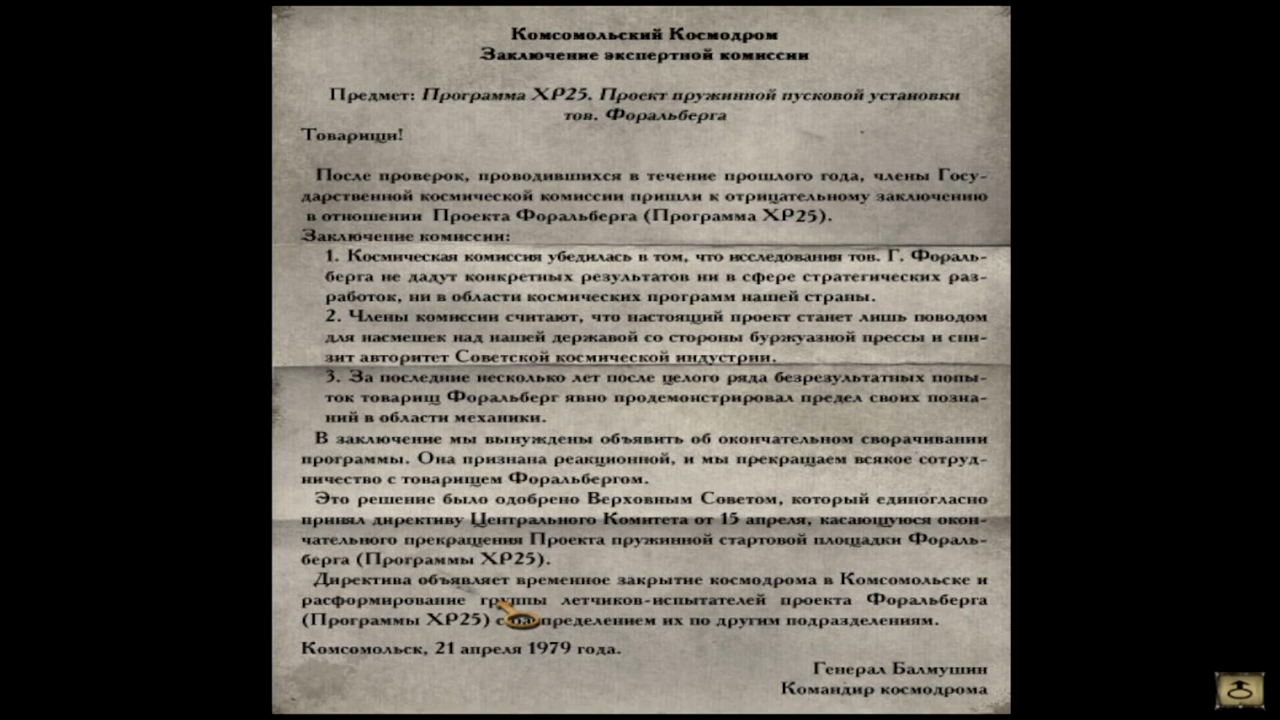 Комсомольский Космодром
Заключение экспертной комиссии
Предмет: Программа ХР25. Проект пружинной пусковой установки
тов. Форальберга
Товарищи!
После проверок, проводившихся в течение прошлого года, члены Госу-
дарственной космической комиссии пришли к отрицательному заключению
в отношении Проекта Форальберга (Программа ХР25).
Заключение комиссии:
1. Космическая комиссия убедилась в том, что исследования тов. Г. Фораль-
берга не дадут конкретных результатов ни в сфере стратегических раз-
работок, ни в области космических программ нашей страны.
2. Члены комиссии считают, что настоящий проект станет лишь поводом
для насмешек над нашей державой со стороны буржуазной прессы и сни-
зит авторитет Советской космической индустрии.
3. За последние несколько лет после целого ряда безрезультатных попы-
ток товарищ Форальберг явно продемонстрировал предел своих позна-
ний в области механики.
В заключение мы вынуждены объявить об окончательном сворачивании
программы. Она признана реакционной, и мы прекращаем всякое сотруд-
ничество с товарищем Форальбергом.
Это решение было одобрено Верховным Советом, который единогласно
принял директиву Центрального Комитета от 15 апреля, касающуюся окон-
чательного прекращения Проекта пружинной стартовой площадки Фораль-
берга (Программы ХР25).
Директива объявляет временное закрытие космодрома в Комсомольске и
расформирование группы летчиков-испытателей проекта Форальберга
(Программы ХР25) с распределением их по другим подразделениям.
Комсомольск, 21 апреля 1979 года.
Генерал Балмушин
Командир космодрома